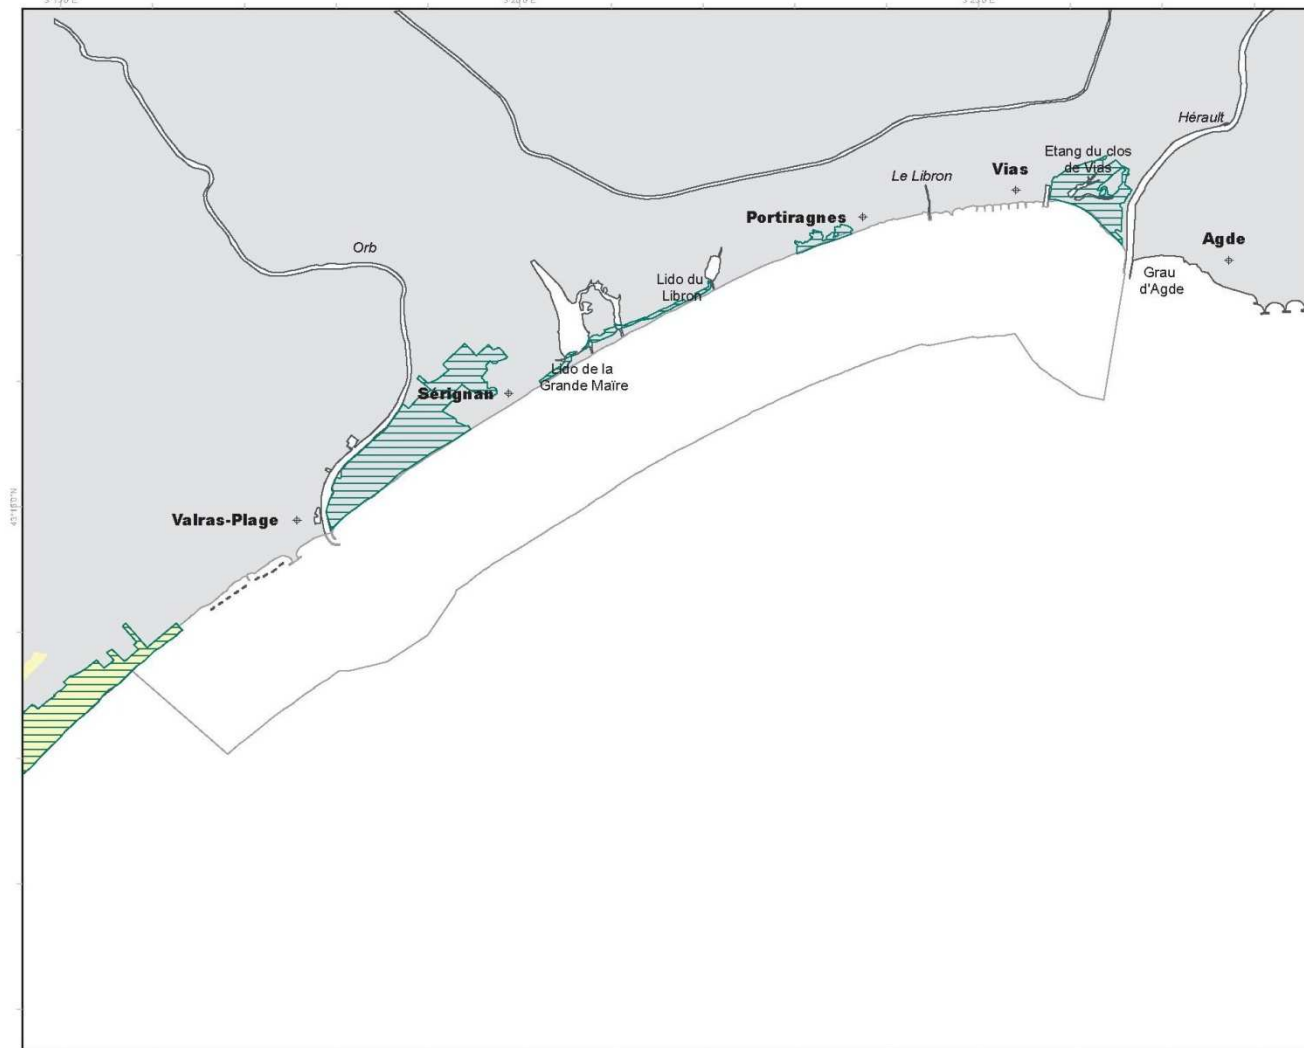 Hérault
Etang du clos
de Vias
Vias
Le Libron
Portiragnes
Agde
Orb
Lido du
Libron
Grau
d'Agde
Lido de la
Grande Maïre
Sérignan
Valras-Plage